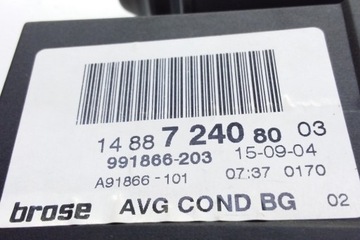 14 88 7 240 80 03
991866-203 15-09-04
A91866-101 07:37 0170
brose AVG COND BG 02